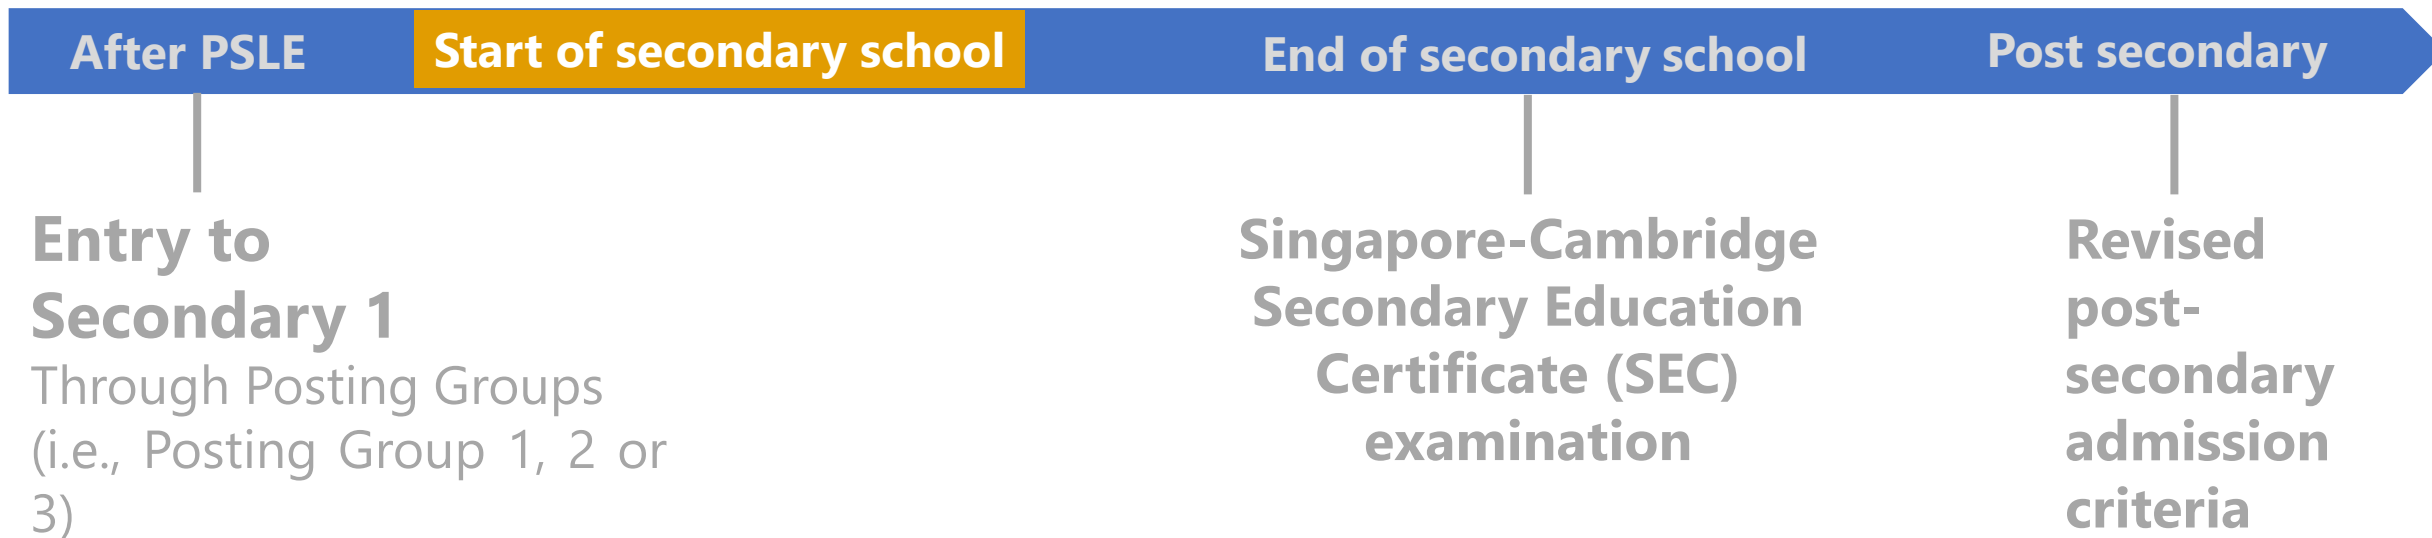 After PSLE
Start of secondary school
End of secondary school
Post secondary
Entry to
Secondary 1
Through Posting Groups
(i.e., Posting Group 1, 2 or
3)
Singapore-Cambridge
Secondary Education
Certificate (SEC)
examination
Revised
post-
secondary
admission
criteria